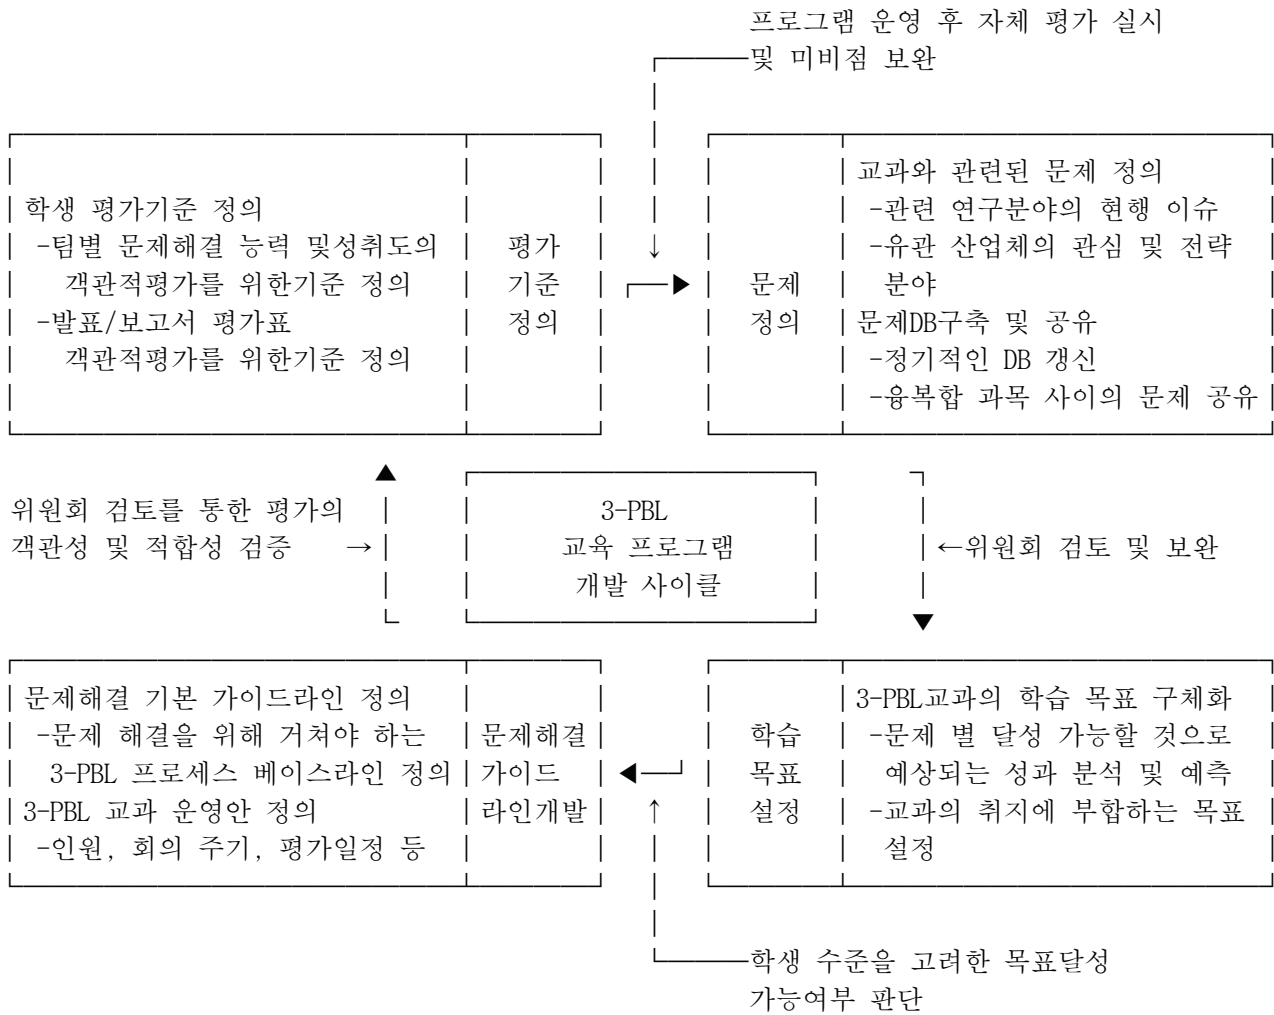 프로그램 운영 후 자체 평가 실시
및 미비점 보완
학생 평가기준 정의
-팀별 문제해결 능력 및성취도의
객관적평가를 위한기준 정의
-발표/보고서 평가표
객관적평가를 위한기준 정의
평가
기준
정의
문제
정의
교과와 관련된 문제 정의
-관련 연구분야의 현행 이슈
-유관 산업체의 관심 및 전략
분야
문제DB구축 및 공유
-정기적인 DB 갱신
-융복합 과목 사이의 문제 공유
위원회 검토를 통한 평가의
객관성 및 적합성 검증 →
3-PBL
교육 프로그램
개발 사이클
←위원회 검토 및 보완
문제해결 기본 가이드라인 정의
-문제 해결을 위해 거쳐야 하는
3-PBL 프로세스 베이스라인 정의
3-PBL 교과 운영안 정의
-인원, 회의 주기, 평가일정 등
문제해결
가이드
라인개발
학습
목표
설정
3-PBL교과의 학습 목표 구체화
-문제 별 달성 가능할 것으로
예상되는 성과 분석 및 예측
-교과의 취지에 부합하는 목표
설정
학생 수준을 고려한 목표달성
가능여부 판단